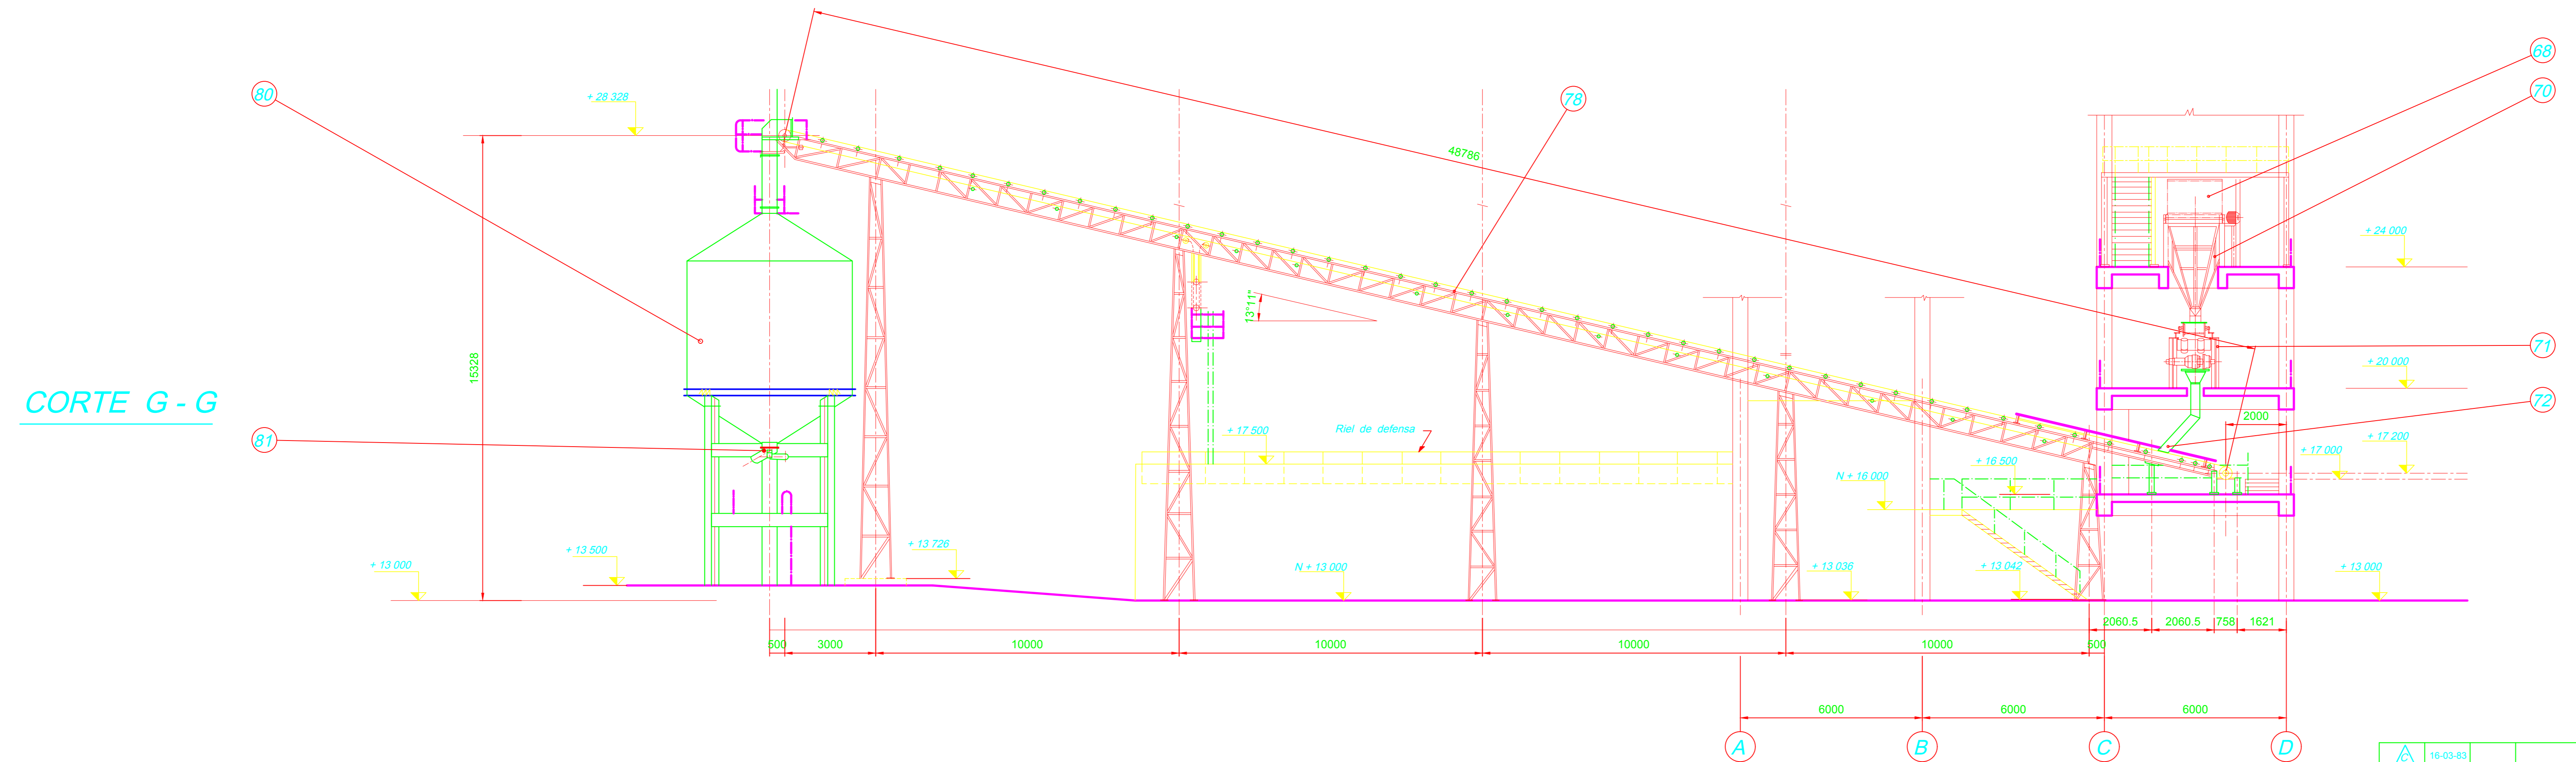 68
80
70
+ 28 328
78
48786
+ 24 000
13°11"
71
+ 20 000
15328
72
CORTE G - G
2000
81
+ 17 500
Riel de defensa
+ 17 200
+ 17 000
+ 16 500
N + 16 000
+ 13 500
+ 13 726
+ 13 000
N + 13 000
+ 13 036
+ 13 042
+ 13 000
2060.5 2060.5 758 1621
500 3000 10000 10000 10000 10000 500
6000 6000 6000
A B C D
C 16-03-83